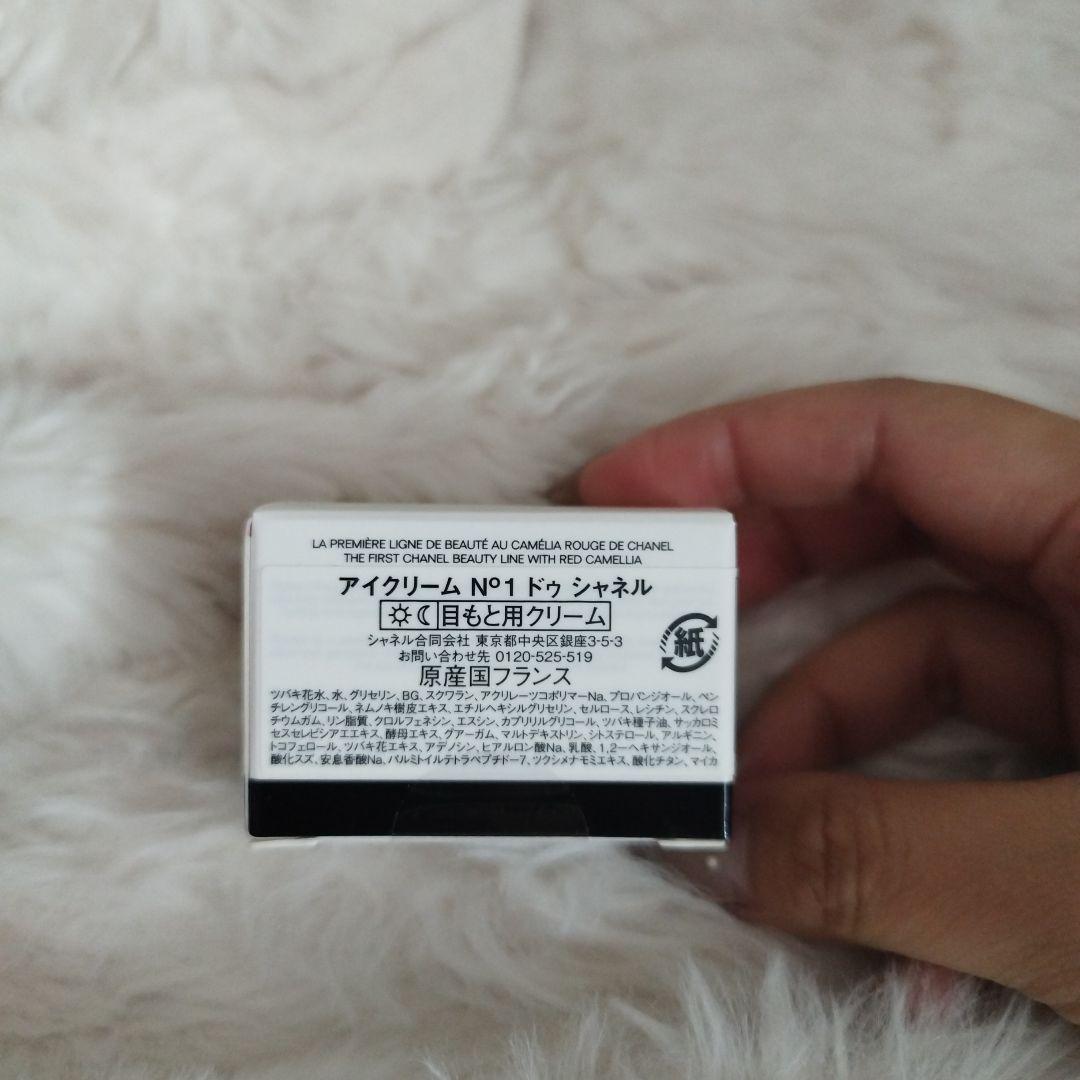 LA PREMIÈRE LIGNE DE BEAUTÉ AU CAMÉLIA ROUGE DE CHANEL
THE FIRST CHANEL BEAUTY LINE WITH RED CAMELLIA
アイクリーム Nº1 ドゥ シャネル
目もと用クリーム
シャネル合同会社 東京都中央区銀座3-5-3
お問い合わせ先 0120-525-519
紙
原産国フランス
ツバキ花水、水、グリセリン、BG、スクワラン、アクリレーツコポリマーNa、プロパンジオール、ペン
チレングリコール、ネムノキ樹皮エキス、エチルヘキシルグリセリン、セルロース、レシチン、スクレロ
チウムガム、リン脂質、クロルフェネシン、エスシン、カプリリルグリコール、ツバキ種子油、サッカロミ
セスセレビシアエエキス、酵母エキス、グアーガム、マルトデキストリン、シトステロール、アルギニン、
トコフェロール、ツバキ花エキス、アデノシン、ヒアルロン酸Na、乳酸、1,2ーヘキサンジオール、
酸化スズ、安息香酸Na、パルミトイルテトラペプチドー7、ツクシメナモミエキス、酸化チタン、マイカ